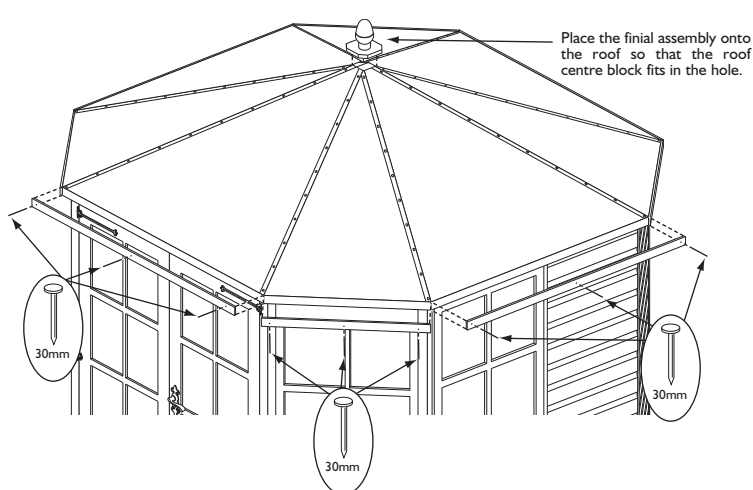 Place the finial assembly onto
the roof so that the roof
centre block fits in the hole.
30mm
30mm
30mm